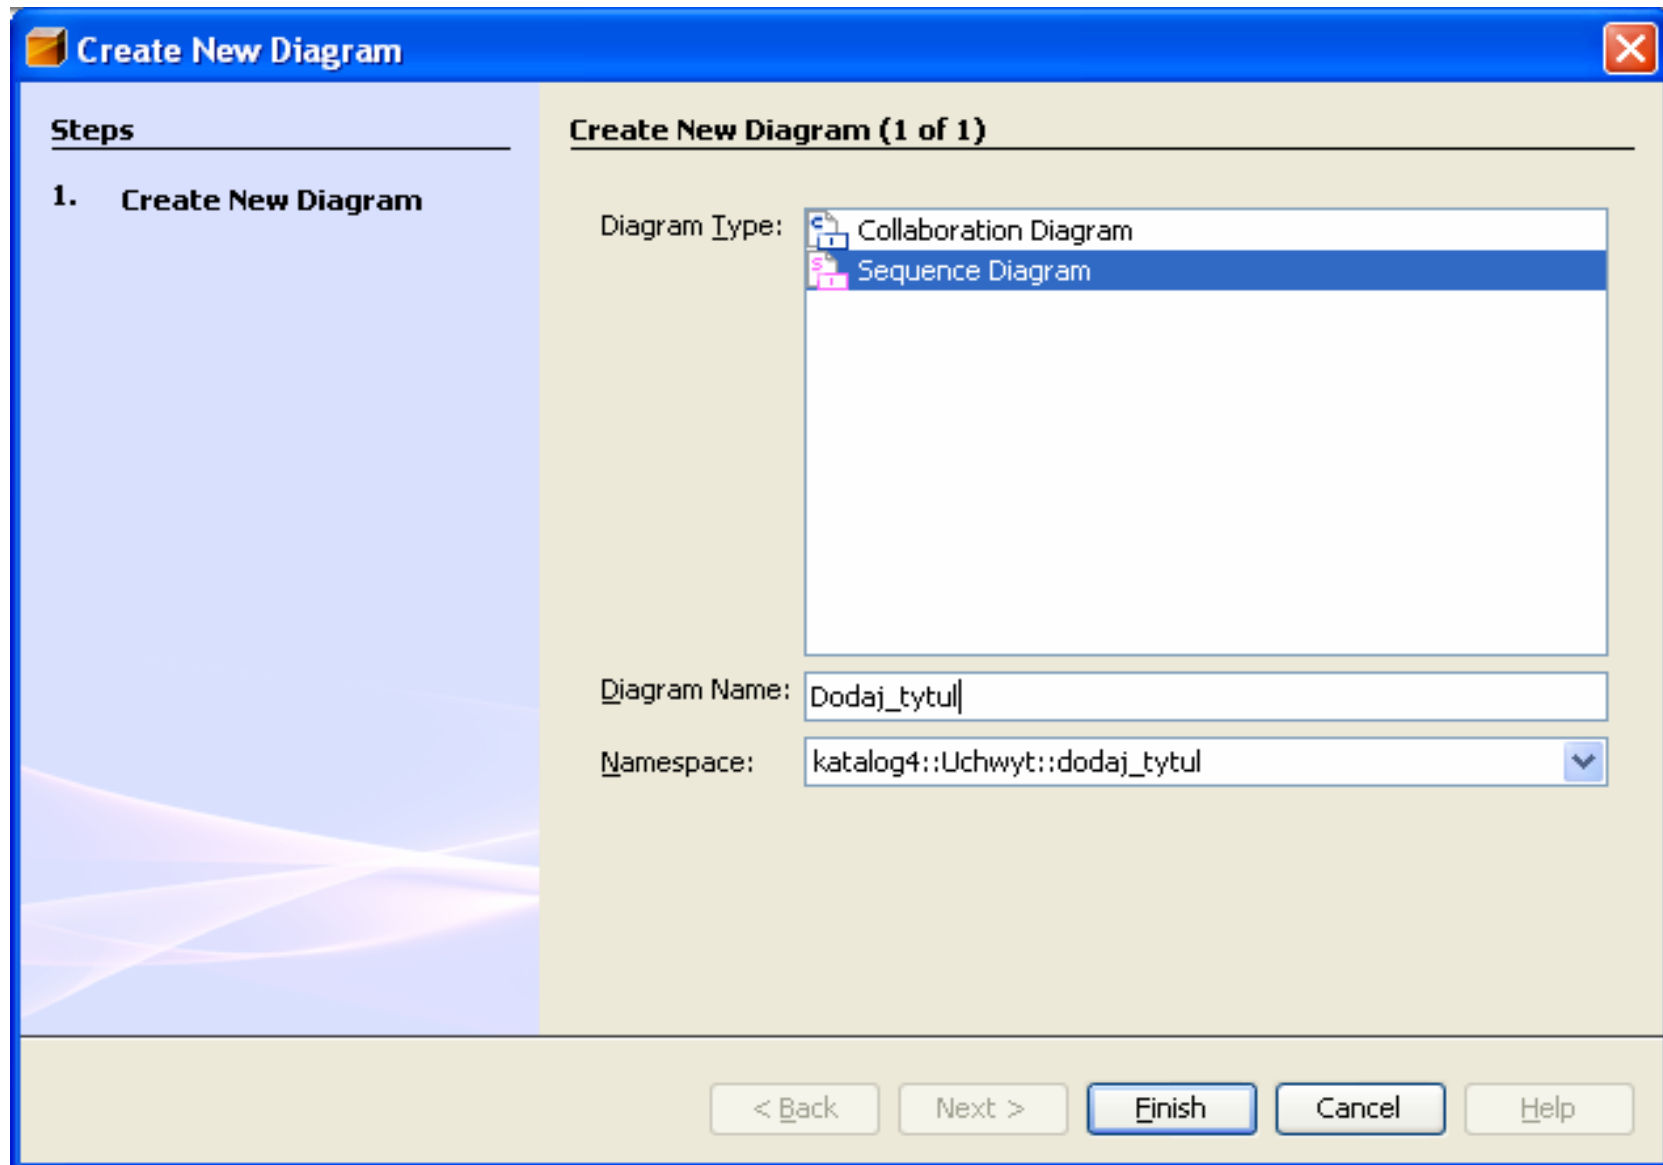 Create New Diagram
Steps
1. Create New Diagram
Create New Diagram (1 of 1)
Diagram Type:
Collaboration Diagram
Sequence Diagram
Diagram Name: Dodaj_tytul
Namespace: katalog4::Uchwyt::dodaj_tytul
< Back Next > Finish Cancel Help